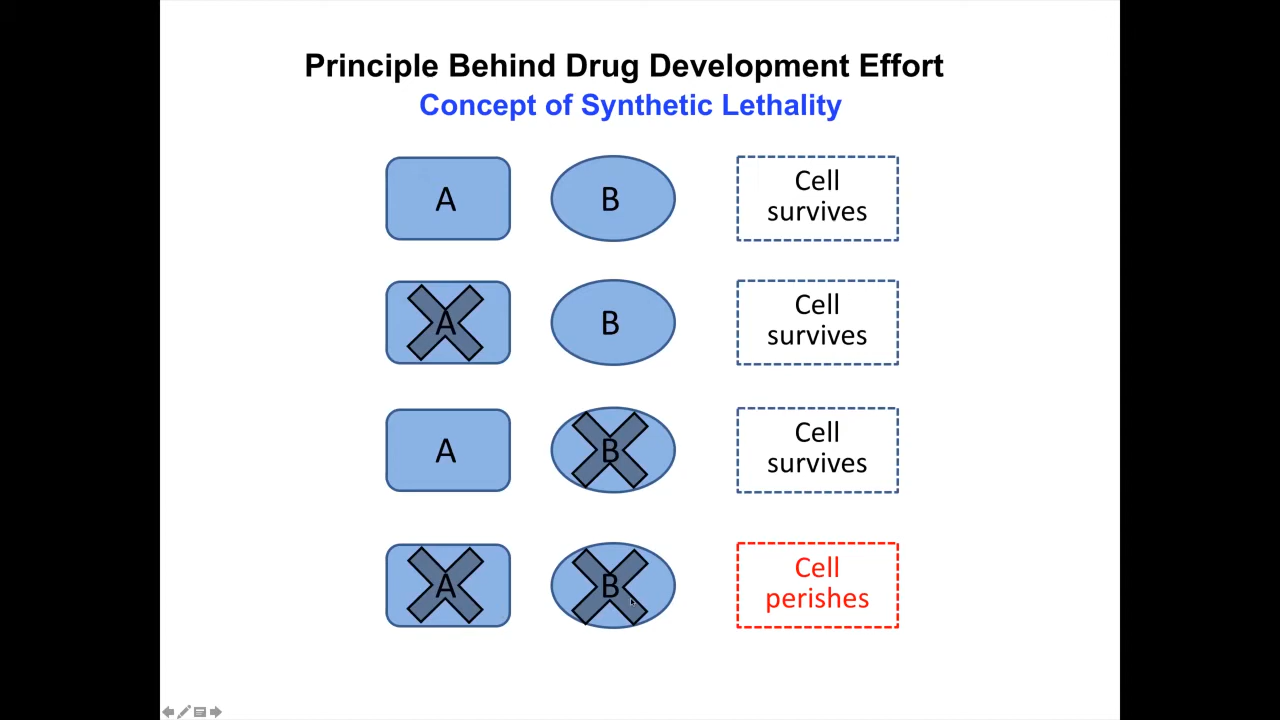 Principle Behind Drug Development Effort
Concept of Synthetic Lethality
A
B
Cell
survives
A
B
Cell
survives
A
B
Cell
survives
A
B
Cell
perishes